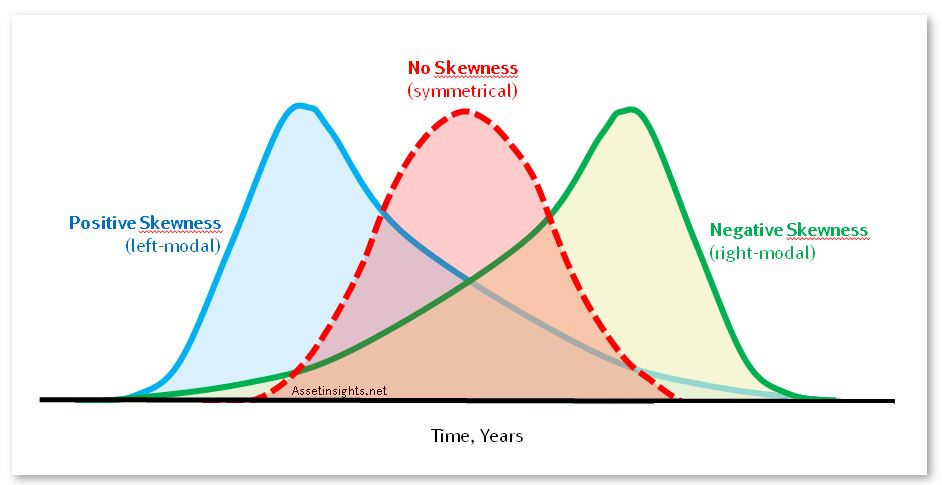 No Skewness
(symmetrical)
Positive Skewness
(left-modal)
Negative Skewness
(right-modal)
Assetinsights.net
Time, Years